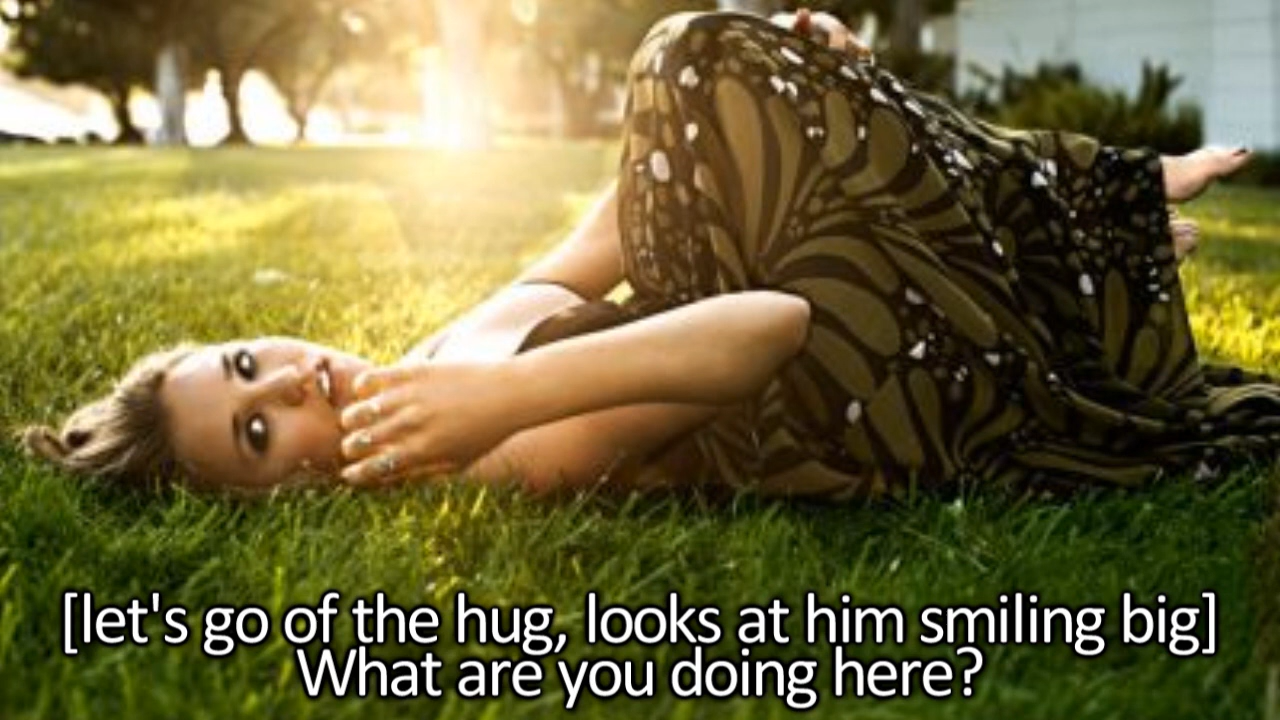 [let's go of the hug, looks at him smiling big]
What are you doing here?